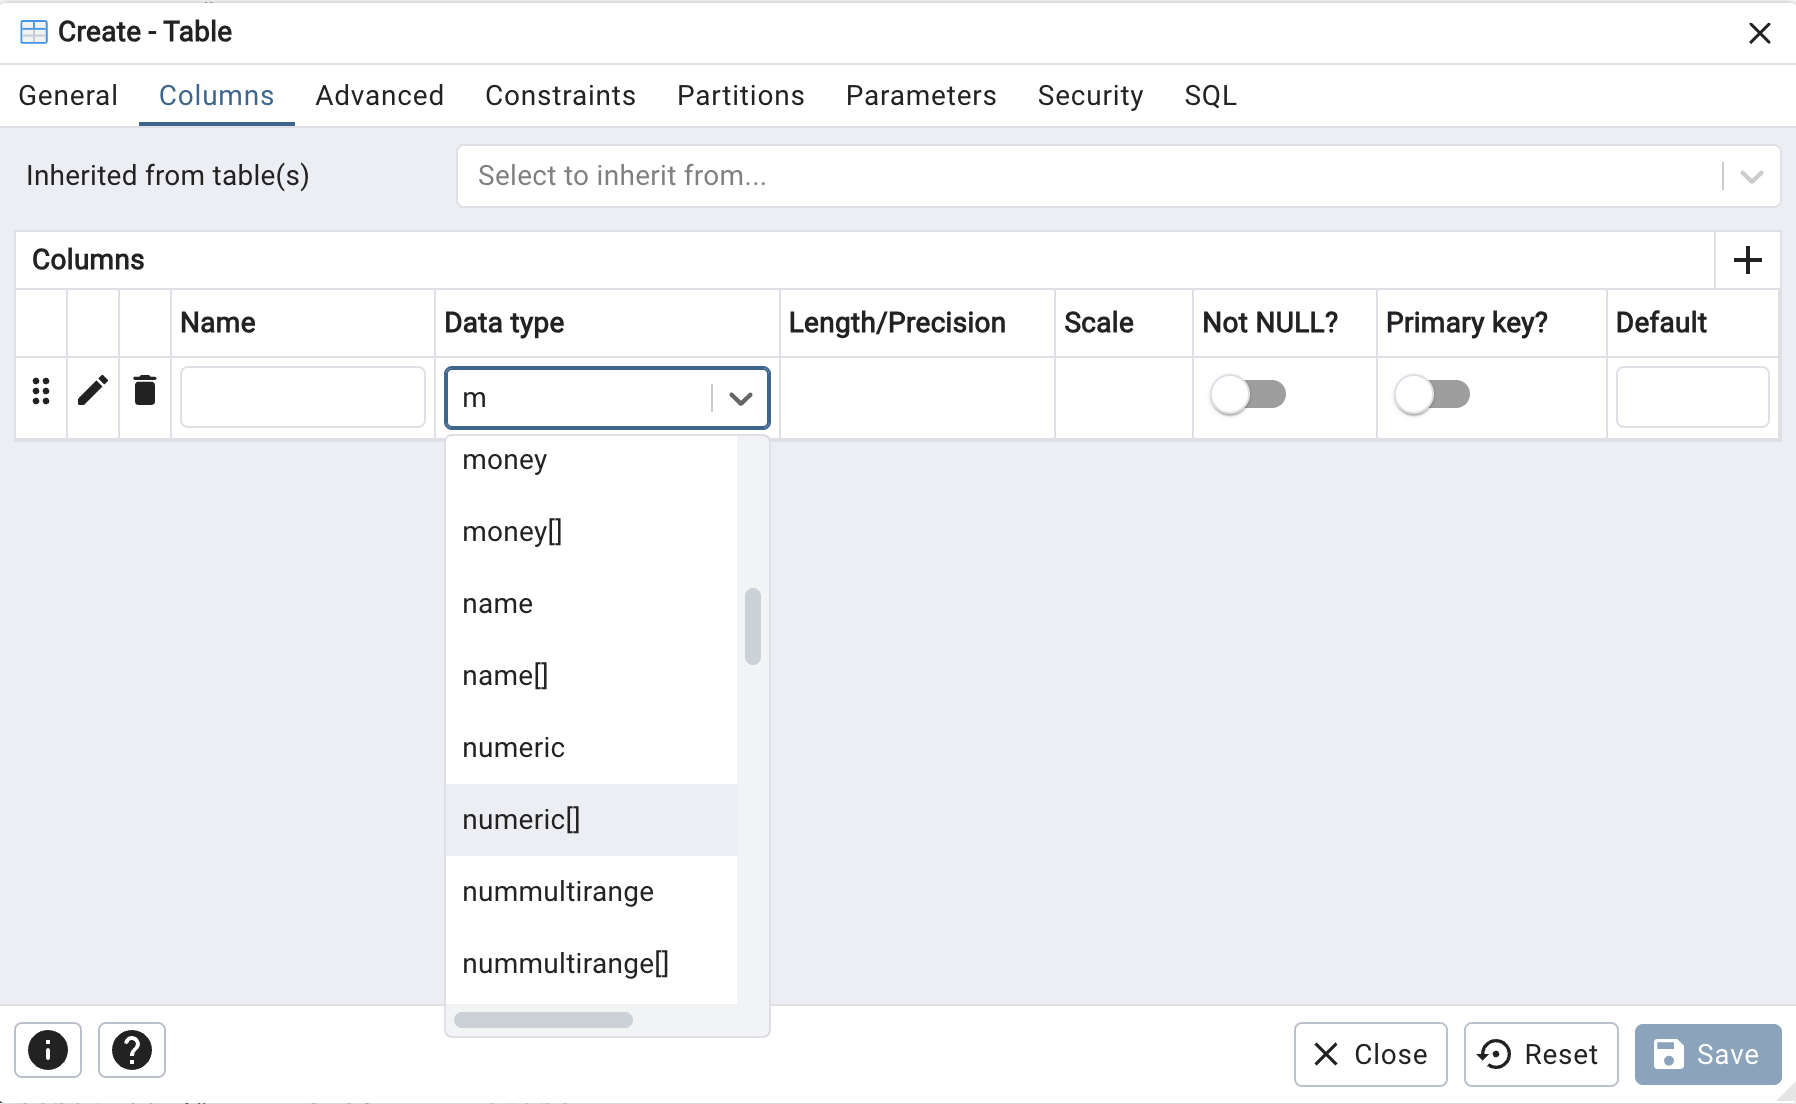 Create - Table
General Columns Advanced Constraints Partitions Parameters Security SQL
Inherited from table(s) Select to inherit from...
Columns
Name Data type Length/Precision Scale Not NULL? Primary key? Default
m
money
money[]
name
name[]
numeric
numeric[]
nummultirange
nummultirange[]
Close Reset Save